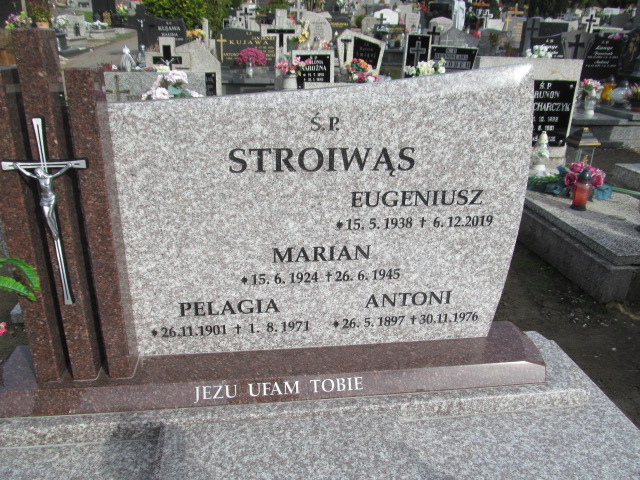 Ś.P.
STROIWĄS
EUGENIUSZ
*15.5.1938 ✝ 6.12.2019
MARIAN
*15.6.1924 ✝ 26.6.1945
PELAGIA
*26.11.1901 ✝ 1.8.1971
ANTONI
*26.5.1897 ✝ 30.11.1976
JEZU UFAM TOBIE